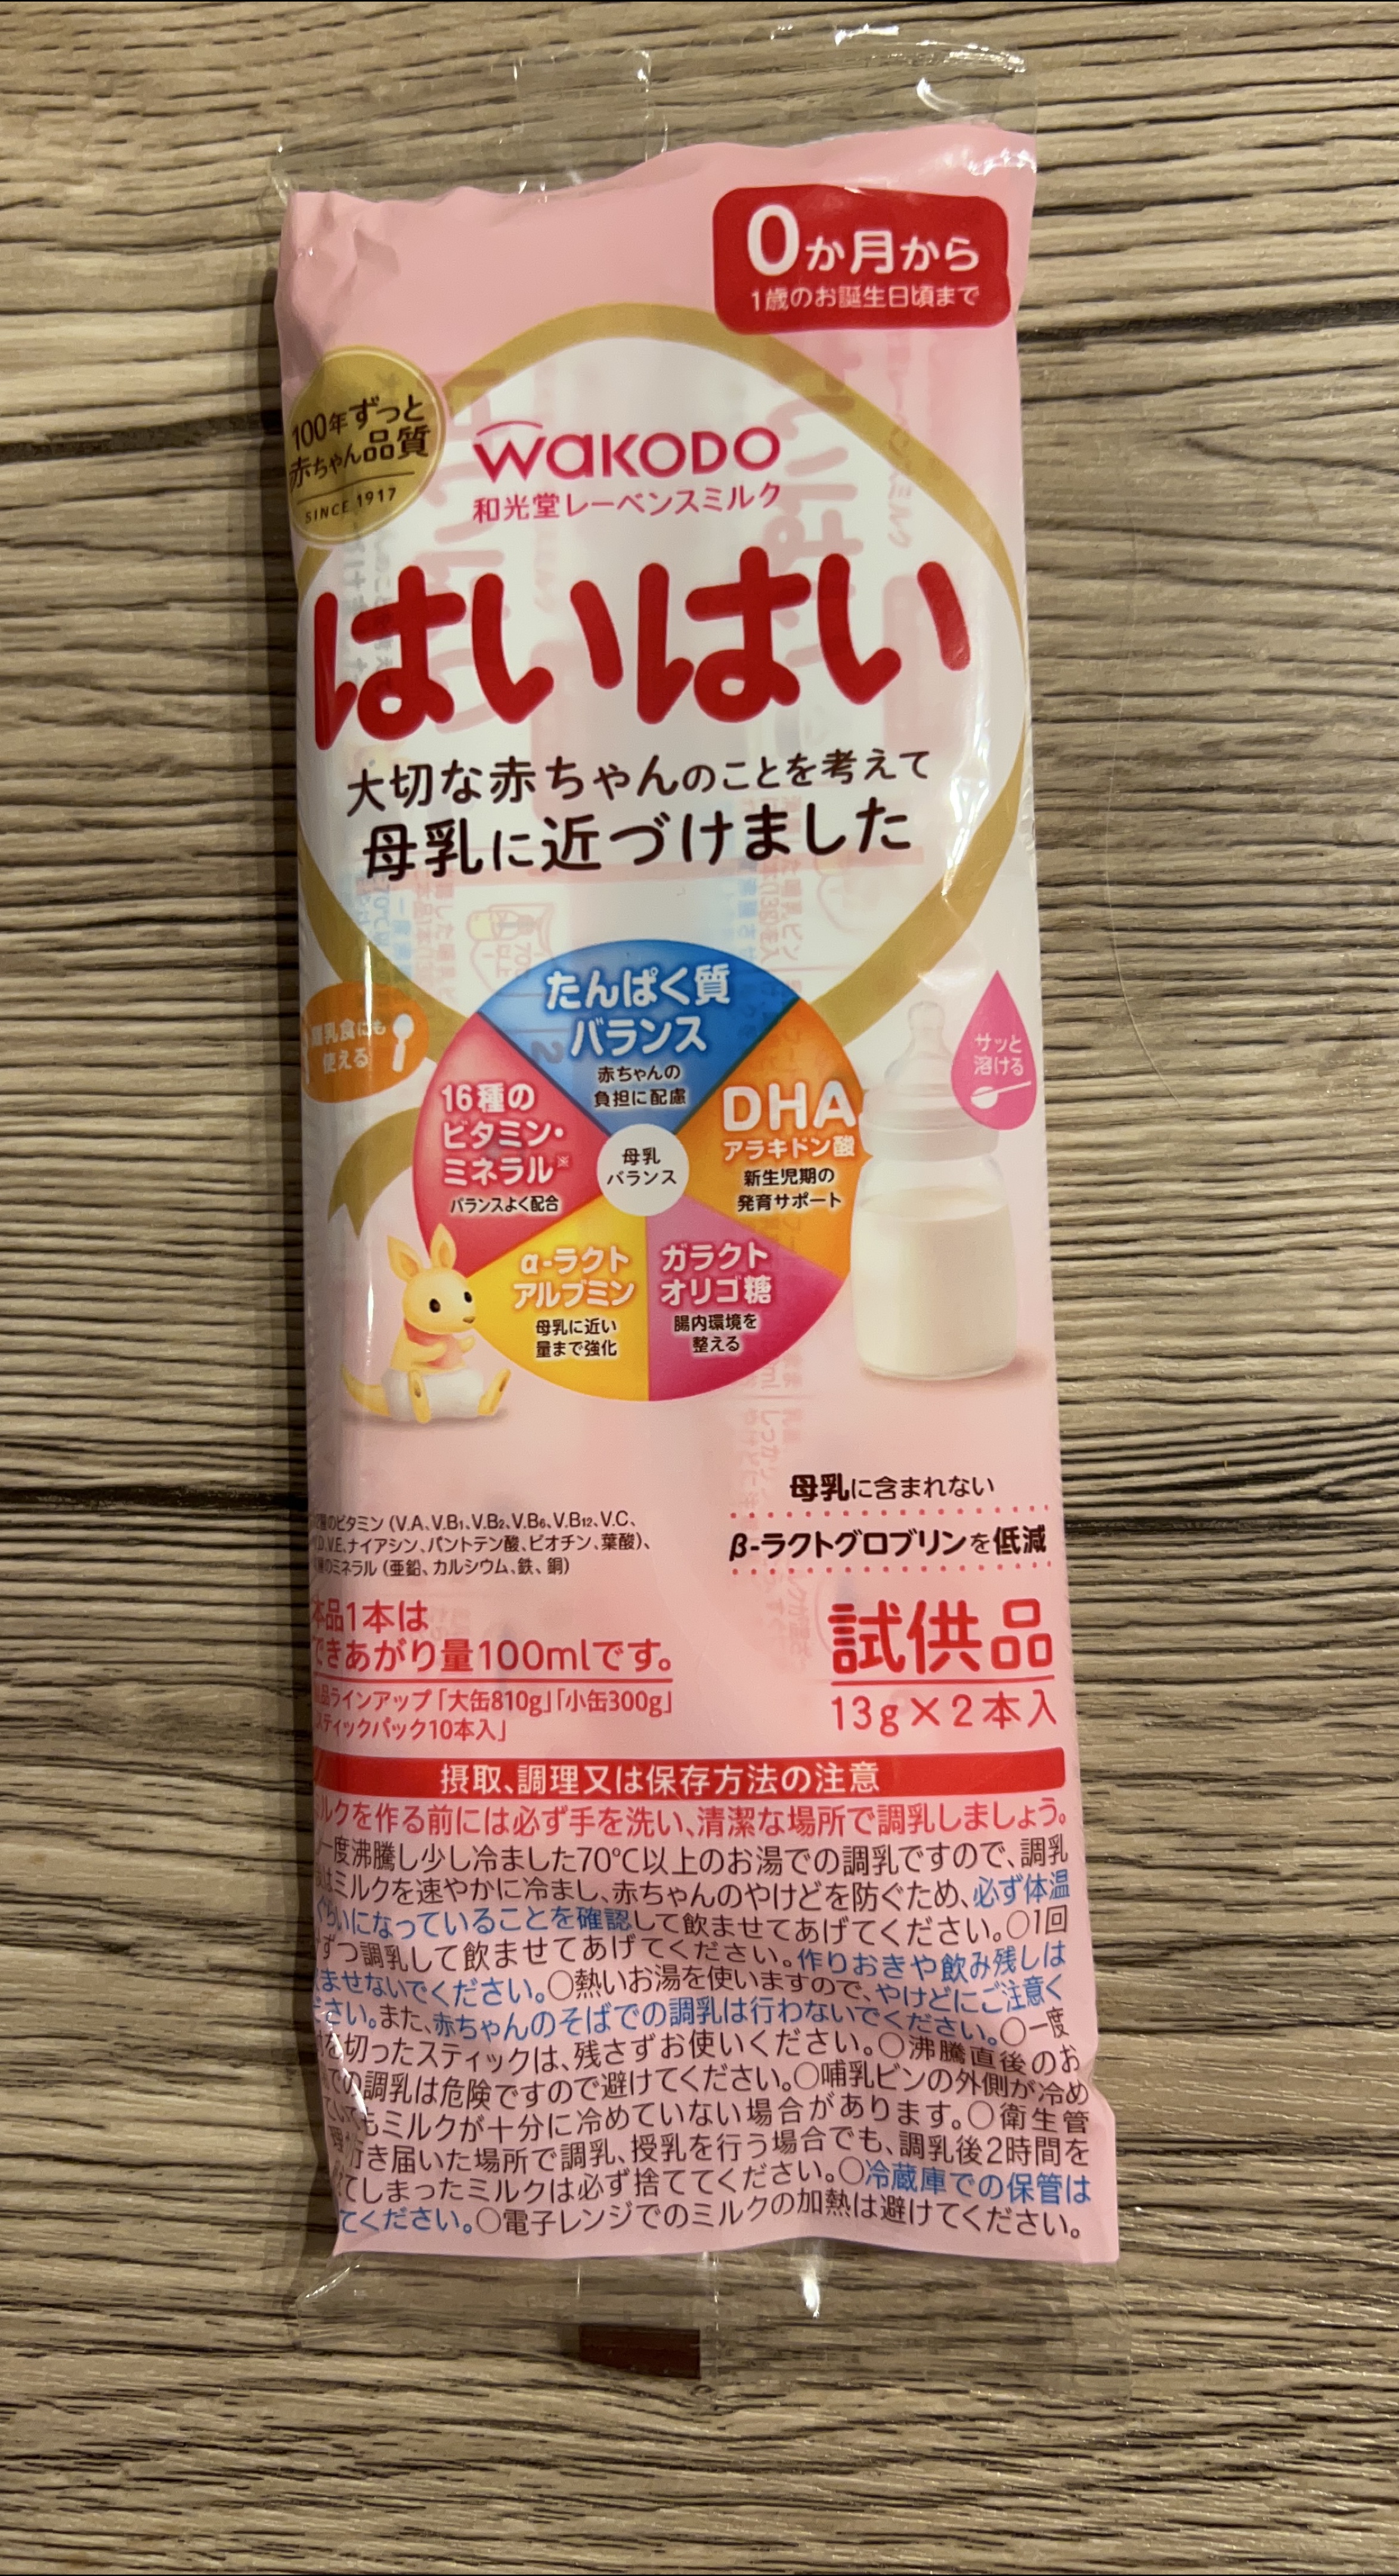 0か月から
1歳のお誕生日頃まで
100年ずっと
赤ちゃん品質
SINCE 1917
WAKODO
和光堂レーベンスミルク
はいはい
大切な赤ちゃんのことを考えて
母乳に近づけました
たんぱく質
バランス
赤ちゃんの
負担に配慮
16種の
ビタミン・
ミネラル※
バランスよく配合
DHA
アラキドン酸
新生児期の
発育サポート
母乳
バランス
α-ラクト
アルブミン
母乳に近い
量まで強化
ガラクト
オリゴ糖
腸内環境を
整える
乳食にも
使える
サッと
溶ける
母乳に含まれない
β-ラクトグロブリンを低減
のビタミン(V.A、V.B1、V.B2、V.B6、V.B12、V.C、
V.E、ナイアシン、パントテン酸、ビオチン、葉酸)、
のミネラル(亜鉛、カルシウム、鉄、銅)
本品1本は
できあがり量100mlです。
品ラインアップ「大缶810g」「小缶300g」
ティックパック10本入」
試供品
13g×2本入
摂取、調理又は保存方法の注意
ルクを作る前には必ず手を洗い、清潔な場所で調乳しましょう。
一度沸騰し少し冷ました70℃以上のお湯での調乳ですので、調乳
はミルクを速やかに冷まし、赤ちゃんのやけどを防ぐため、必ず体温
ぐらいになっていることを確認して飲ませてあげてください。○1回
ずつ調乳して飲ませてあげてください。作りおきや飲み残しは
ませないでください。○熱いお湯を使いますので、やけどにご注意く
ださい。また、赤ちゃんのそばでの調乳は行わないでください。○一度
を切ったスティックは、残さずお使いください。○沸騰直後のお
での調乳は危険ですので避けてください。○哺乳ビンの外側が冷め
ていてもミルクが十分に冷めていない場合があります。○衛生管
行き届いた場所で調乳、授乳を行う場合でも、調乳後2時間を
てしまったミルクは必ず捨ててください。○冷蔵庫での保管は
てください。○電子レンジでのミルクの加熱は避けてください。